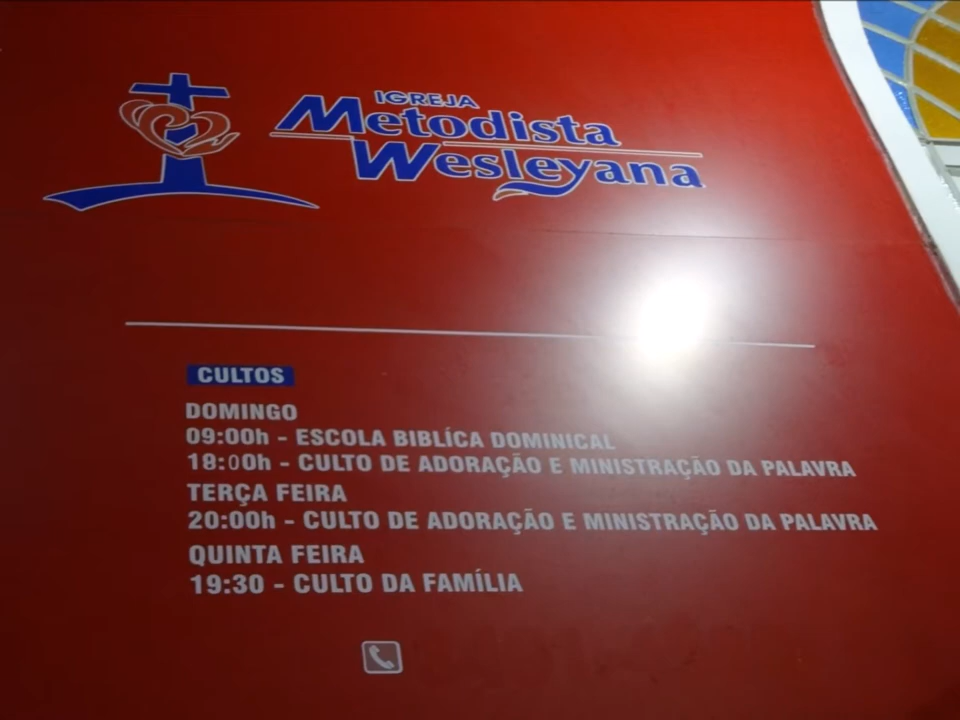 IGREJA
Metodista
Wesleyana
CULTOS
DOMINGO
09:00h - ESCOLA BIBLÍCA DOMINICAL
18:00h - CULTO DE ADORAÇÃO E MINISTRAÇÃO DA PALAVRA
TERÇA FEIRA
20:00h - CULTO DE ADORAÇÃO E MINISTRAÇÃO DA PALAVRA
QUINTA FEIRA
19:30 - CULTO DA FAMÍLIA